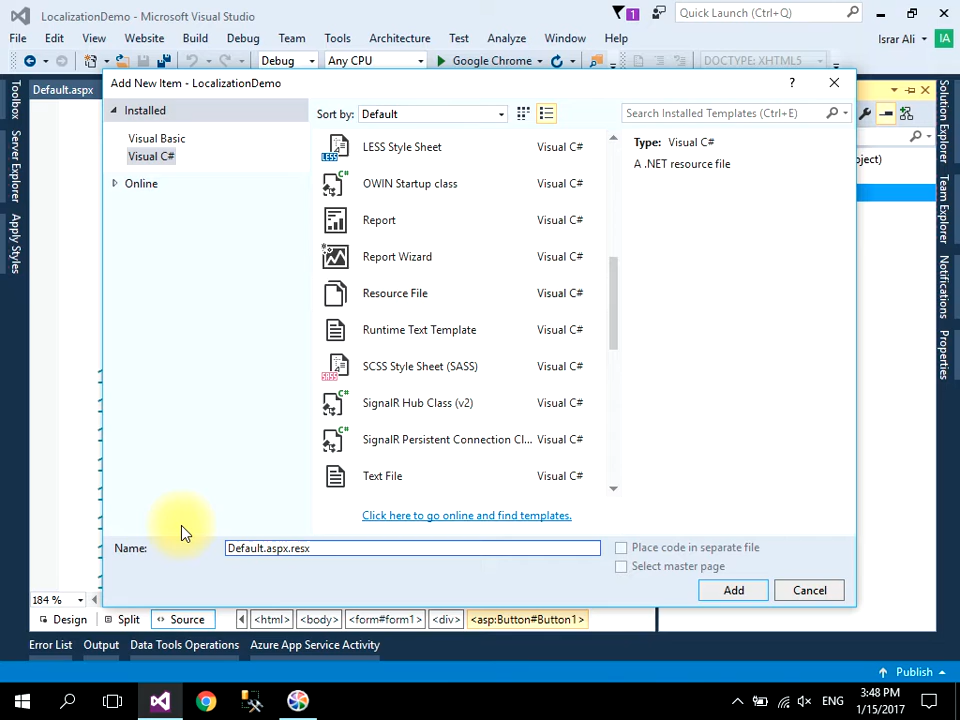 LocalizationDemo - Microsoft Visual Studio
1
Quick Launch (Ctrl+Q)
File Edit View Website Build Debug Team Tools Architecture Test Analyze Window Help
Israr Ali
IA
Debug Any CPU Google Chrome DOCTYPE: XHTML5
Default.aspx
Add New Item - LocalizationDemo
?
Installed
Visual Basic
Visual C#
Online
Sort by: Default
Search Installed Templates (Ctrl+E)
LESS Style Sheet Visual C#
OWIN Startup class Visual C#
Report Visual C#
Report Wizard Visual C#
Resource File Visual C#
Runtime Text Template Visual C#
SCSS Style Sheet (SASS) Visual C#
SignalR Hub Class (v2) Visual C#
SignalR Persistent Connection Cl... Visual C#
Text File Visual C#
Click here to go online and find templates.
Type: Visual C#
A .NET resource file
Name: Default.aspx.resx
Place code in separate file
Select master page
Add Cancel
Toolbox
Server Explorer
Apply Styles
Solution Explorer
Team Explorer
Notifications
Properties
ject)
184 %
Design Split Source <html> <body> <form#form1> <div> <asp:Button#Button1>
Error List Output Data Tools Operations Azure App Service Activity
Publish
ENG
3:48 PM
1/15/2017